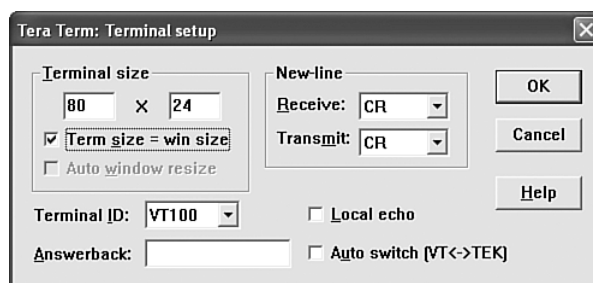 Tera Term: Terminal setup
Terminal size
80 X 24
Term size = win size
Auto window resize
New-line
Receive: CR
Transmit: CR
OK
Cancel
Help
Terminal ID: VT100
Local echo
Answerback:
Auto switch (VT<->TEK)